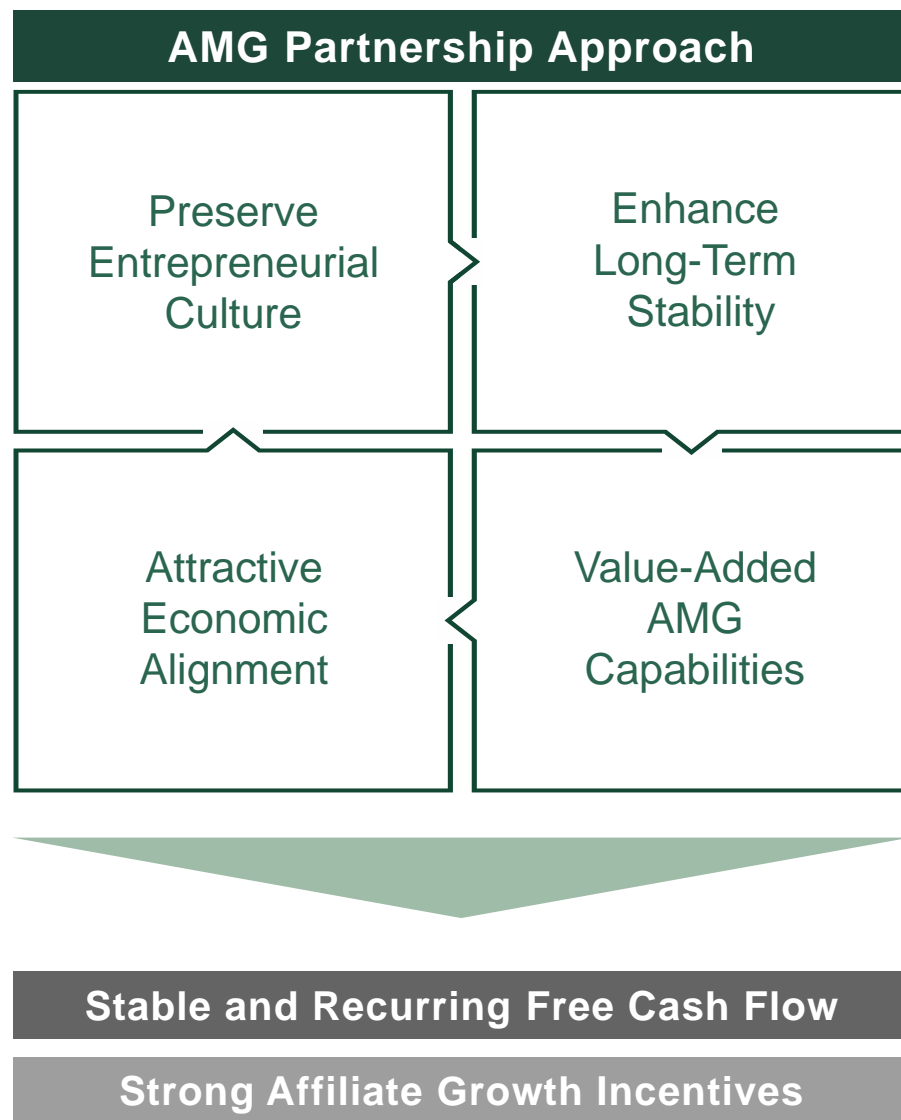 AMG Partnership Approach
Preserve
Entrepreneurial
Culture
Enhance
Long-Term
Stability
Attractive
Economic
Alignment
Value-Added
AMG
Capabilities
Stable and Recurring Free Cash Flow
Strong Affiliate Growth Incentives